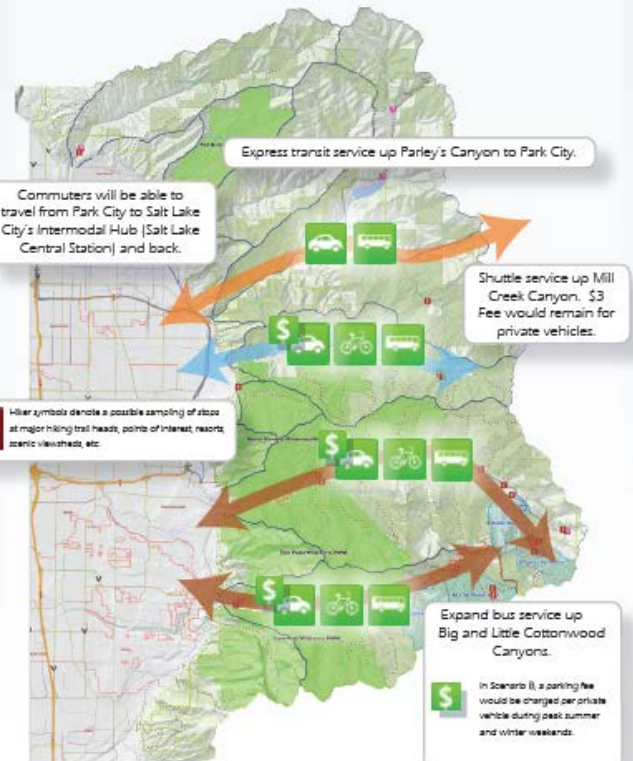 Express transit service up Parley's Canyon to Park City.
Commuters will be able to
travel from Park City to Salt Lake
City's Intermodal Hub (Salt Lake
Central Station) and back.
Shuttle service up Mill
Creek Canyon. $3
Fee would remain for
private vehicles.
$
Hiker symbols denote a possible sampling of stops
at major hiking trail heads, points of interest, resorts,
scenic viewsheds, etc.
$
$
Expand bus service up
Big and Little Cottonwood
Canyons.
$
In Scenario B, a parking fee
would be charged per private
vehicle during peak summer
and winter weekends.